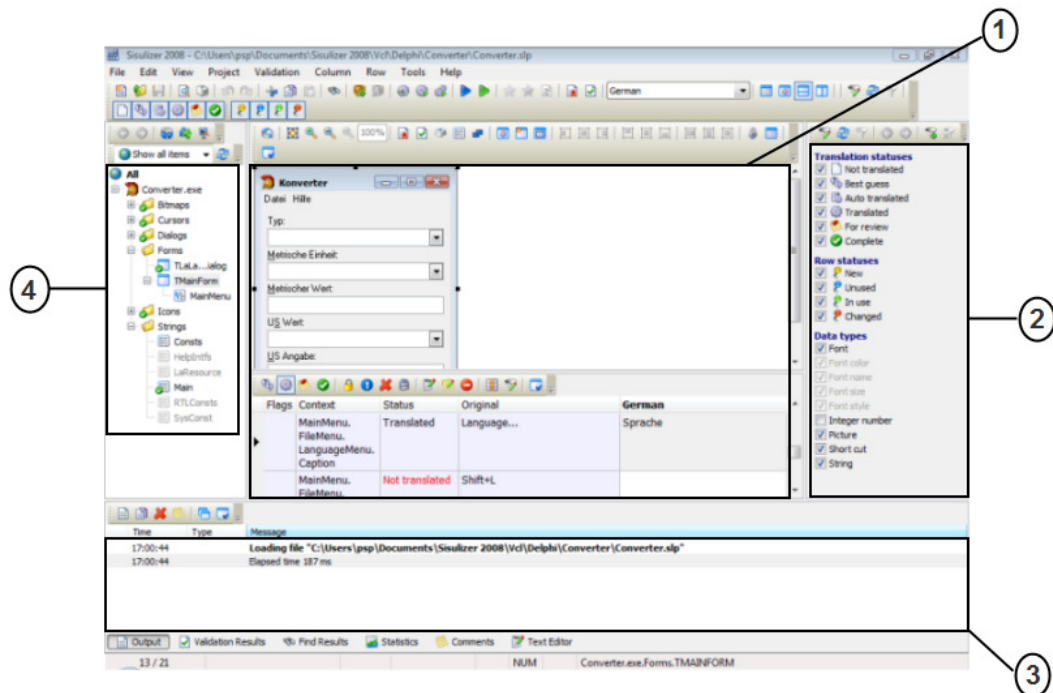 1
Sisulizer 2008 - C:\Users\psp\Documents\Sisulizer 2008\Vcl\Delphi\Converter\Converter.slp
File Edit View Project Validation Column Row Tools Help
German
100%
Show all items
All
Converter.exe
Bitmaps
Cursors
Dialogs
Forms
TLaLa...ialog
TMainForm
MainMenu
Icons
Strings
Consts
HelpIntfs
LaResource
Main
RTLConsts
SysConst
4
Konverter
Datei Hilfe
Typ:
Metrische Einheit:
Metrischer Wert
US Wert:
US Angabe:
Flags Context Status Original German
MainMenu. Translated Language... Sprache
FileMenu.
LanguageMenu.
Caption
MainMenu. Not translated Shift+L
FileMenu.
Translation statuses
Not translated
Best guess
Auto translated
Translated
For review
Complete
Row statuses
New
Unused
In use
Changed
Data types
Font
Font color
Font name
Font size
Font style
Integer number
Picture
Short cut
String
2
Time Type Message
17:00:44 Loading file "C:\Users\psp\Documents\Sisulizer 2008\Vcl\Delphi\Converter\Converter.slp"
17:00:44 Elapsed time 187 ms
Output Validation Results Find Results Statistics Comments Text Editor
13 / 21 NUM Converter.exe.Forms.TMAINFORM
3